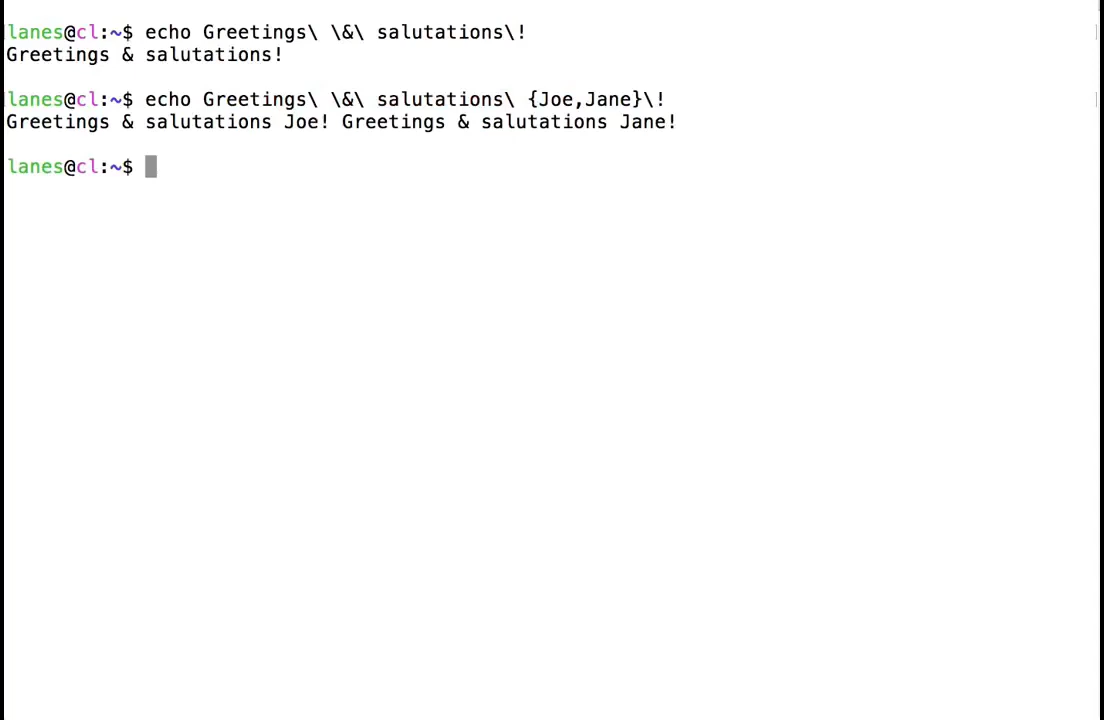 lanes@cl:~$ echo Greetings\ \&\ salutations\!
Greetings & salutations!
lanes@cl:~$ echo Greetings\ \&\ salutations\ {Joe,Jane}\!
Greetings & salutations Joe! Greetings & salutations Jane!
lanes@cl:~$